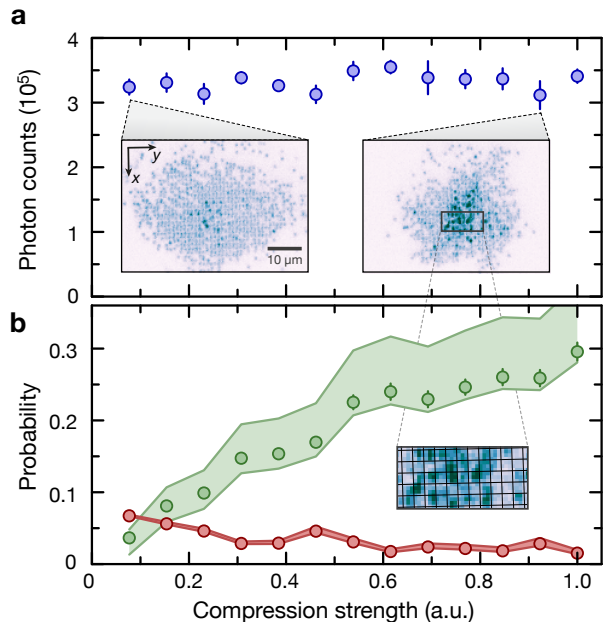 a
4
3
2
1
0
Photon counts (10⁵)
y
x
10 µm
b
0.3
0.2
0.1
0
Probability
0 0.2 0.4 0.6 0.8 1.0
Compression strength (a.u.)